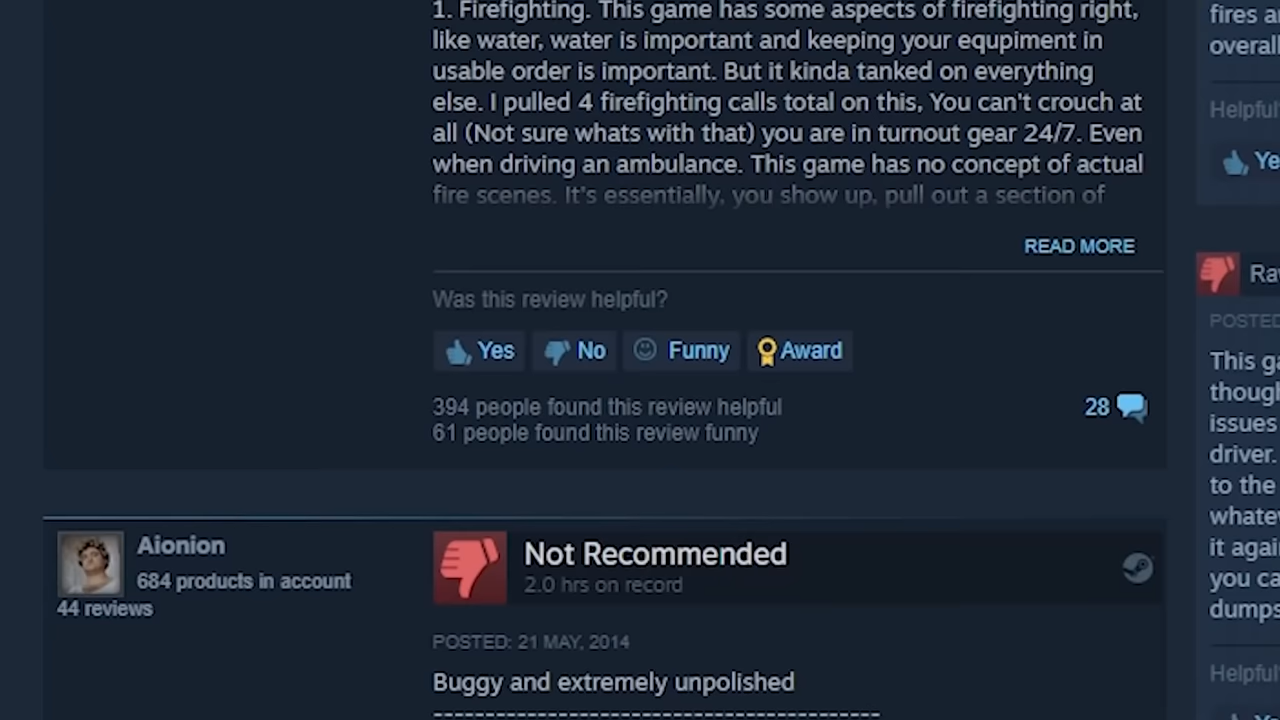 1. Firefighting. This game has some aspects of firefighting right,
like water, water is important and keeping your equpiment in
usable order is important. But it kinda tanked on everything
else. I pulled 4 firefighting calls total on this, You can't crouch at
all (Not sure whats with that) you are in turnout gear 24/7. Even
when driving an ambulance. This game has no concept of actual
fire scenes. It's essentially, you show up, pull out a section of
READ MORE
Was this review helpful?
Yes No Funny Award
394 people found this review helpful
28
61 people found this review funny
Aionion
684 products in account
44 reviews
Not Recommended
2.0 hrs on record
POSTED: 21 MAY, 2014
Buggy and extremely unpolished
-------------------------------------------
fires
overall
Helpful?
Ye
Rav
POSTED
This ga
though
issues
driver.
to the
whatev
it again
you ca
dumps
Helpful?